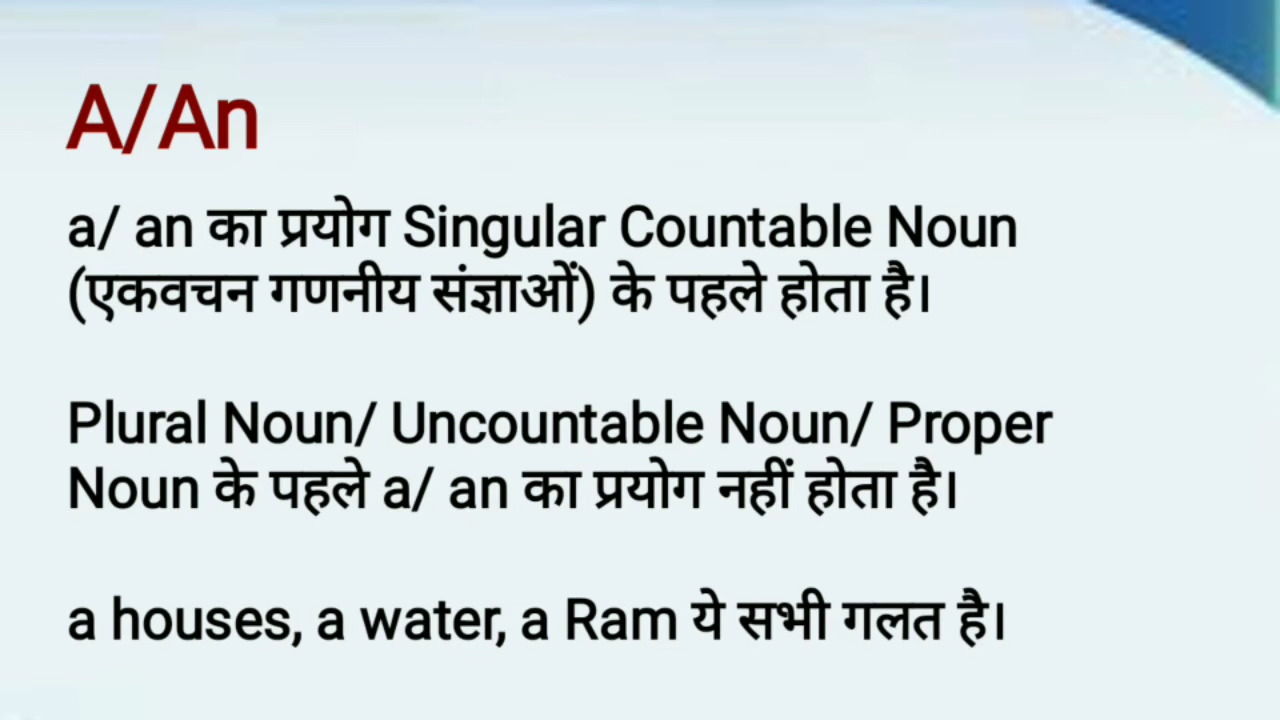 A/An
a/ an का प्रयोग Singular Countable Noun
(एकवचन गणनीय संज्ञाओं) के पहले होता है।
Plural Noun/ Uncountable Noun/ Proper
Noun के पहले a/ an का प्रयोग नहीं होता है।
a houses, a water, a Ram ये सभी गलत है।